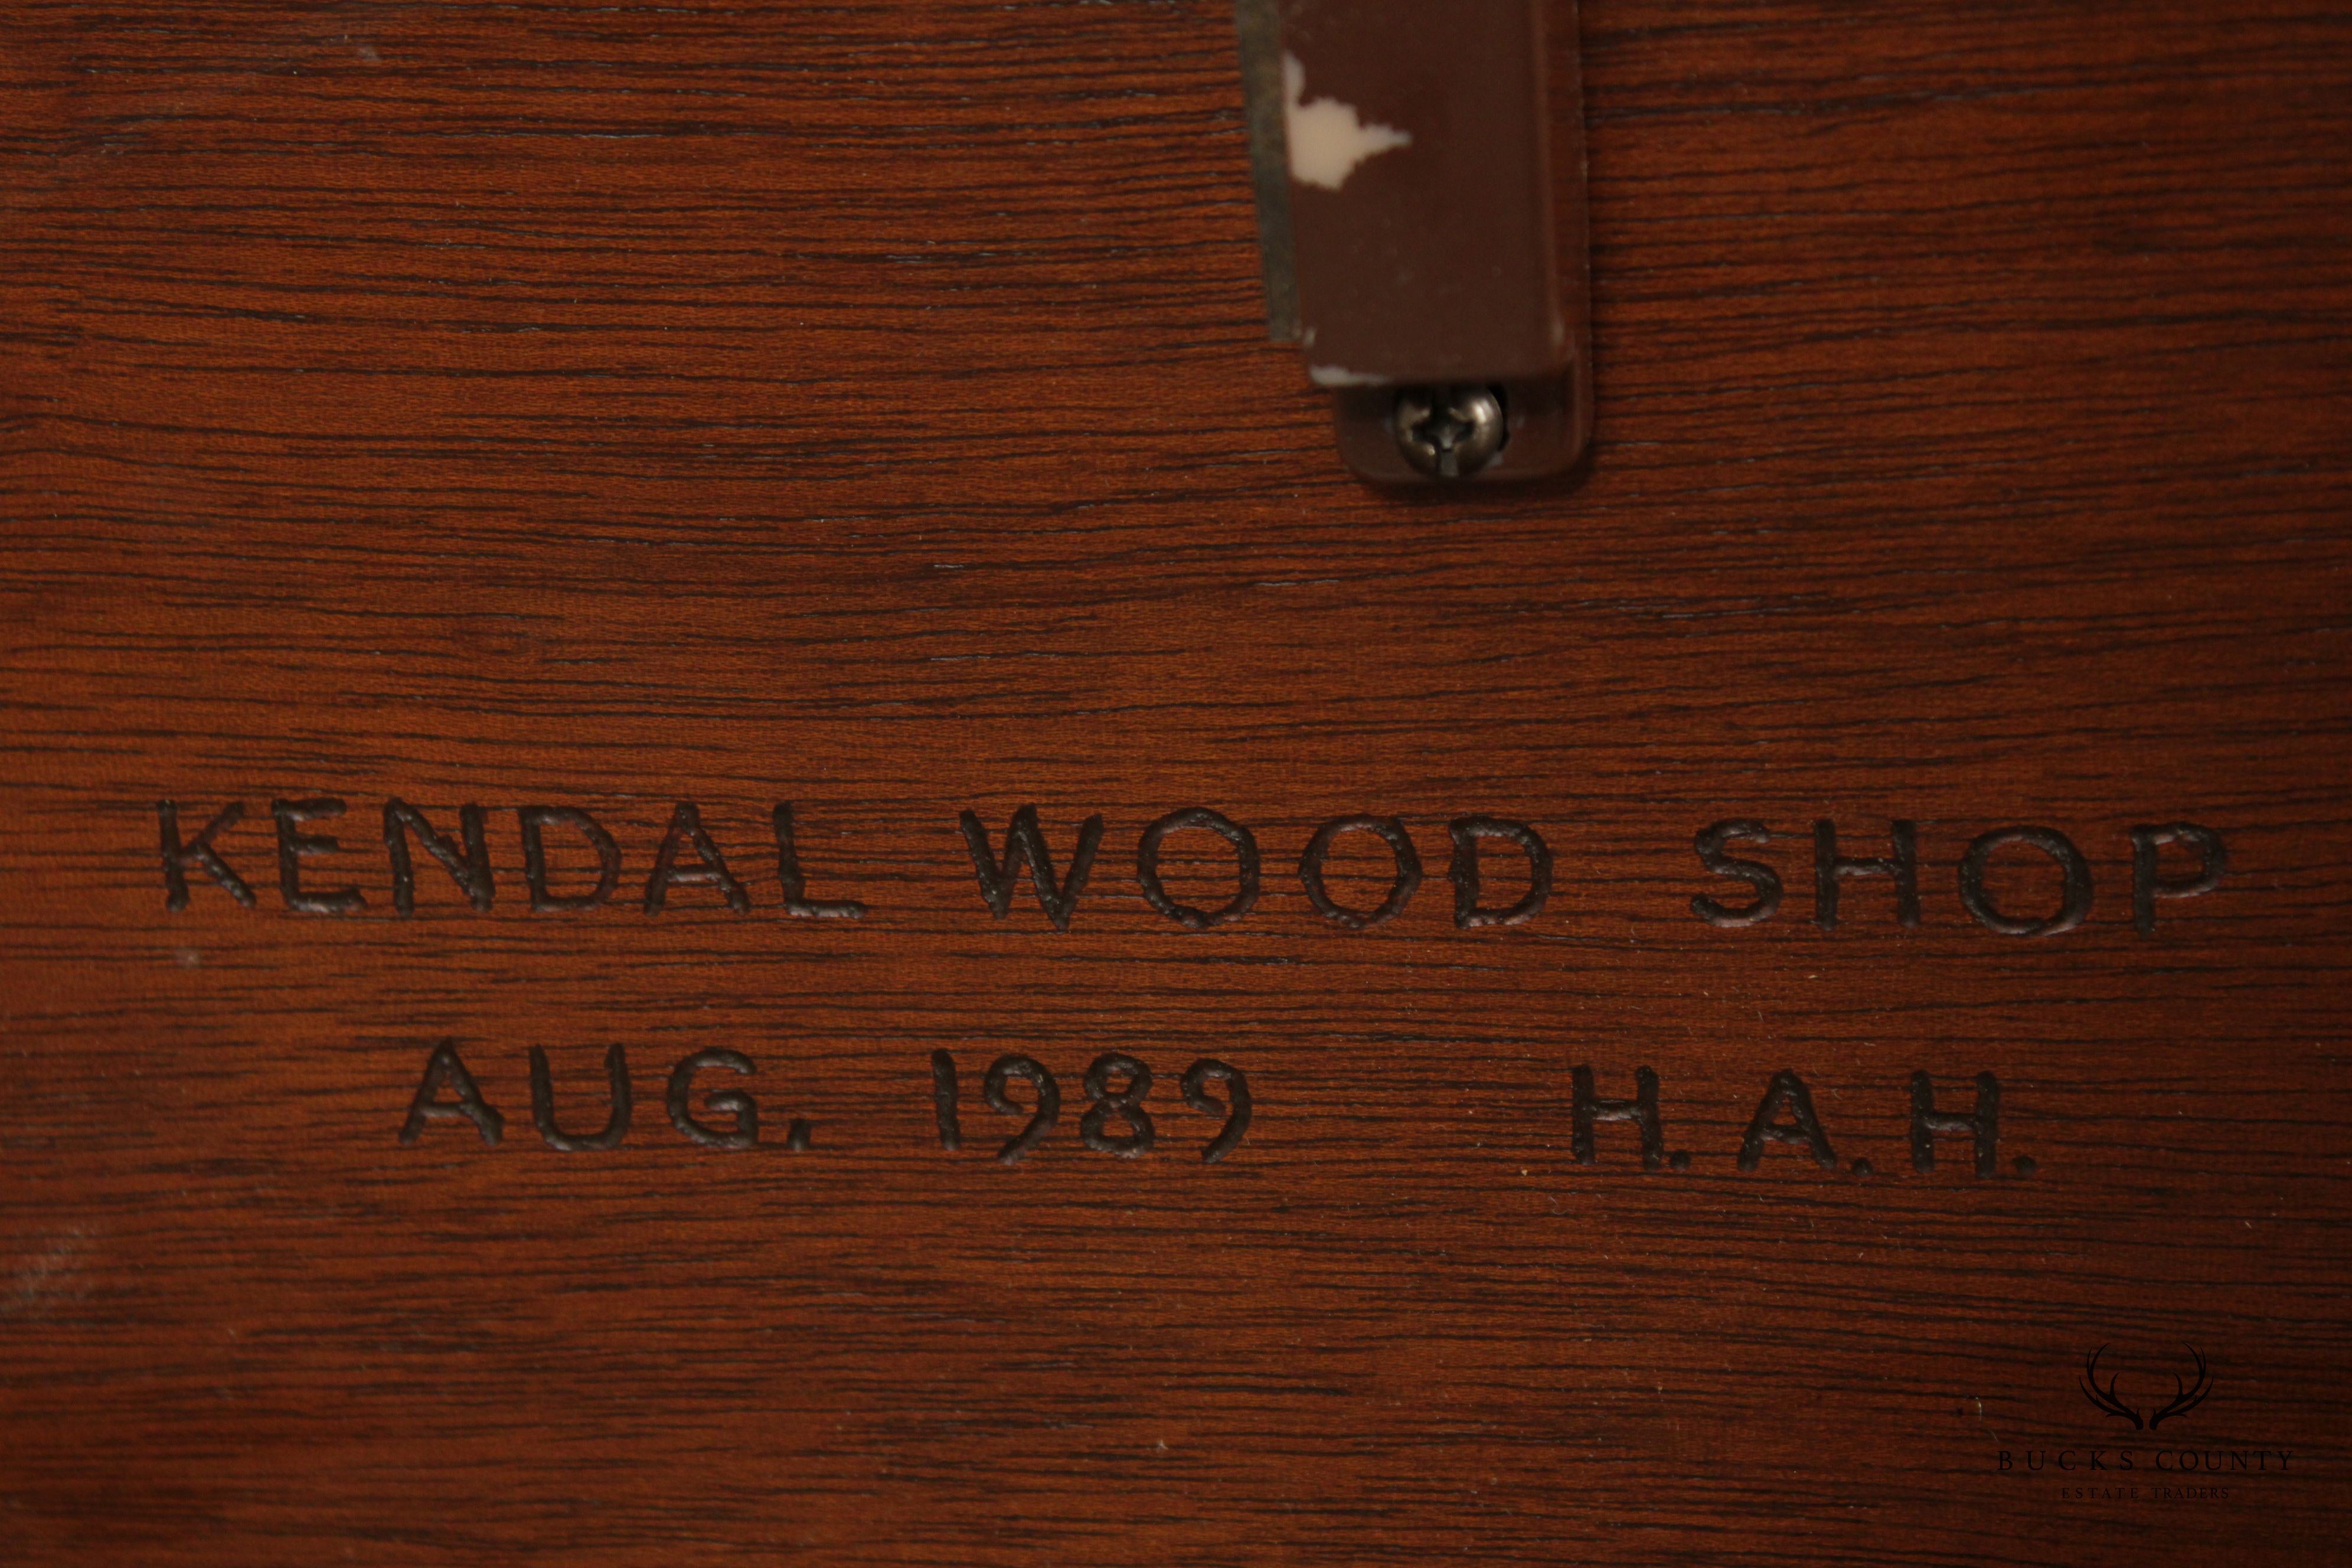 KENDAL WOOD SHOP
AUG. 1989 H.A.H.
BUCKS COUNTY
ESTATE TRADERS